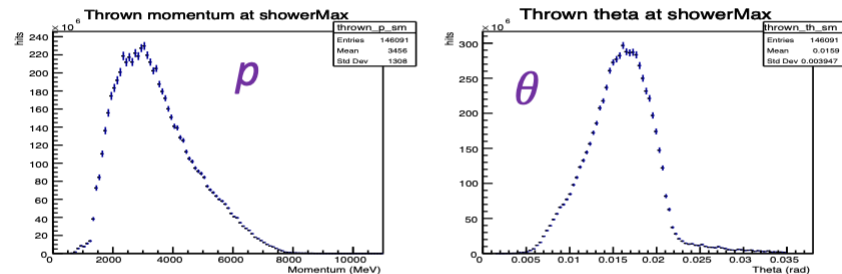 Thrown momentum at showerMax
×10⁶
hits
thrown_p_sm
Entries 146091
Mean 3456
Std Dev 1308
p
240
220
200
180
160
140
120
100
80
60
40
20
0
0 2000 4000 6000 8000 10000
Momentum (MeV)
Thrown theta at showerMax
×10⁶
hits
thrown_th_sm
Entries 146091
Mean 0.0159
Std Dev 0.003947
θ
300
250
200
150
100
50
0
0 0.005 0.01 0.015 0.02 0.025 0.03 0.035
Theta (rad)